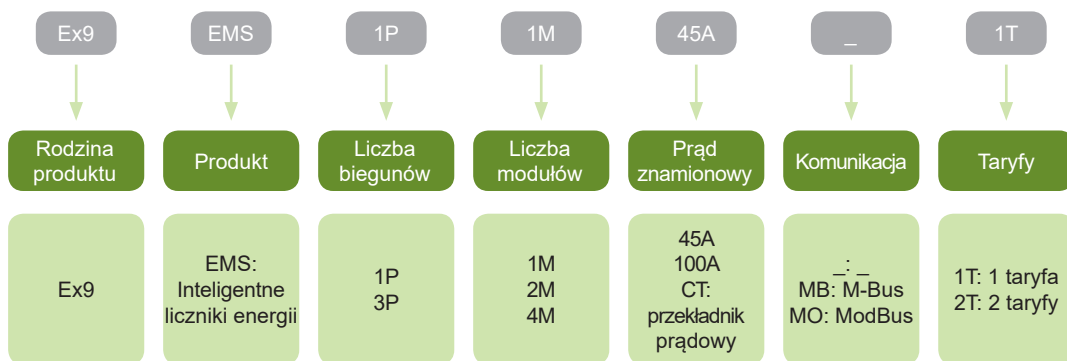 Ex9
EMS
1P
1M
45A
_
1T
Rodzina
produktu
Produkt
Liczba
biegunów
Liczba
modułów
Prąd
znamionowy
Komunikacja
Taryfy
Ex9
EMS:
Inteligentne
liczniki energii
1P
3P
1M
2M
4M
45A
100A
CT:
przekładnik
prądowy
_: _
MB: M-Bus
MO: ModBus
1T: 1 taryfa
2T: 2 taryfy